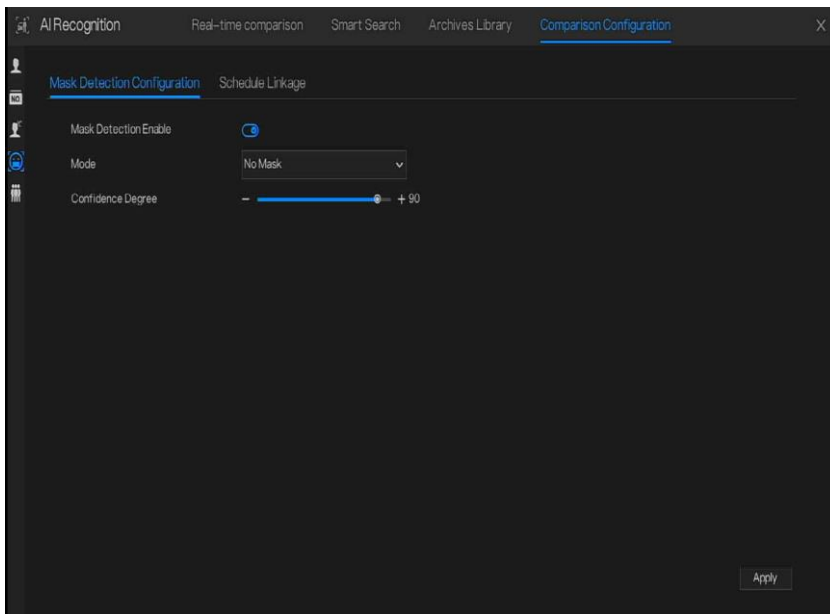 AI Recognition Real-time comparison Smart Search Archives Library Comparison Configuration X
Mask Detection Configuration Schedule Linkage
NO
Mask Detection Enable
Mode No Mask
Confidence Degree - + 90
Apply